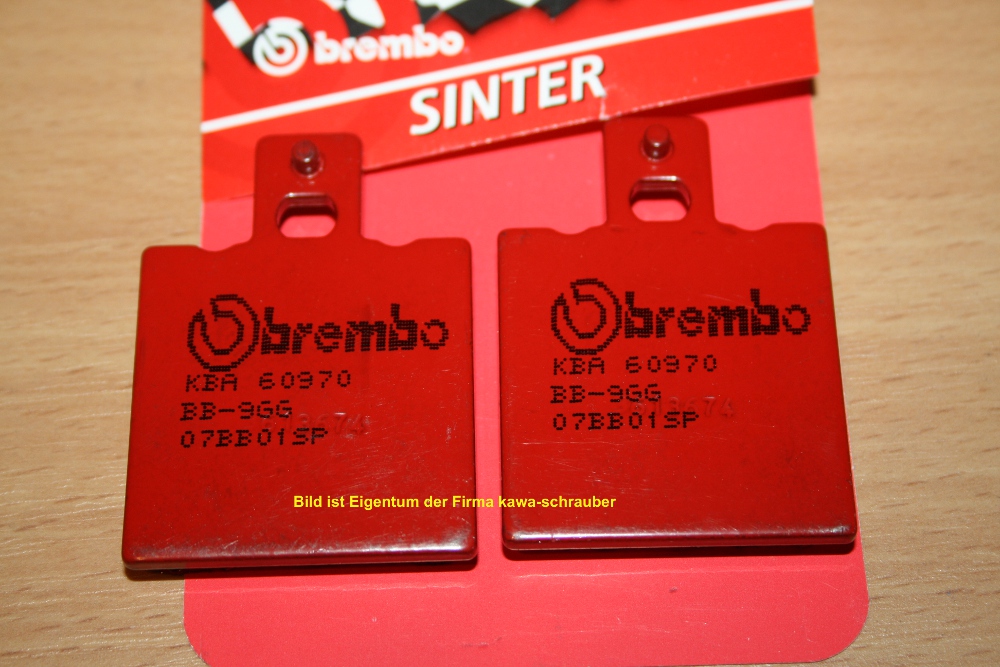 brembo
SINTER
brembo
KBA 60970
BB-9GG
07BB01SP
brembo
KBA 60970
BB-9GG
07BB01SP
Bild ist Eigentum der Firma kawa-schrauber